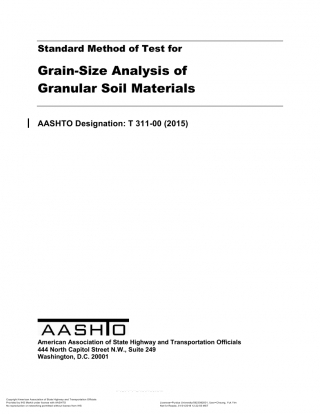 Standard Method of Test for
Grain-Size Analysis of
Granular Soil Materials
AASHTO Designation: T 311-00 (2015)
AASHTO
American Association of State Highway and Transportation Officials
444 North Capitol Street N.W., Suite 249
Washington, D.C. 20001